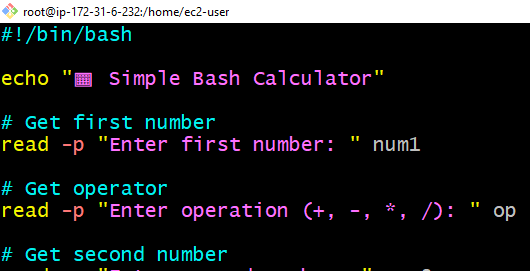 root@ip-172-31-6-232:/home/ec2-user
#!/bin/bash
echo "▦ Simple Bash Calculator"
# Get first number
read -p "Enter first number: " num1
# Get operator
read -p "Enter operation (+, -, *, /): " op
# Get second number